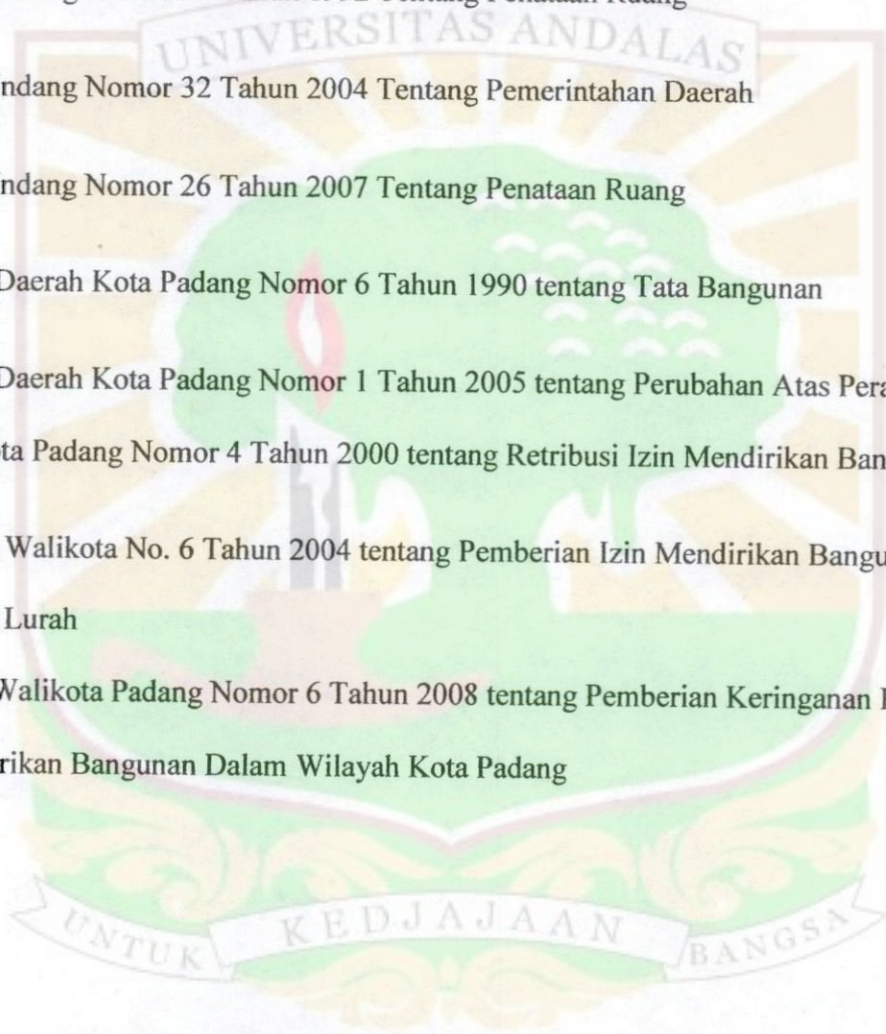 Tentang Penataan Ruang
UNIVERSITAS ANDALAS
ndang Nomor 32 Tahun 2004 Tentang Pemerintahan Daerah
ndang Nomor 26 Tahun 2007 Tentang Penataan Ruang
Daerah Kota Padang Nomor 6 Tahun 1990 tentang Tata Bangunan
Daerah Kota Padang Nomor 1 Tahun 2005 tentang Perubahan Atas Pera
ta Padang Nomor 4 Tahun 2000 tentang Retribusi Izin Mendirikan Ban
Walikota No. 6 Tahun 2004 tentang Pemberian Izin Mendirikan Bangu
Lurah
Walikota Padang Nomor 6 Tahun 2008 tentang Pemberian Keringanan
rikan Bangunan Dalam Wilayah Kota Padang
UNTUK KEDJAJAAN BANGSA